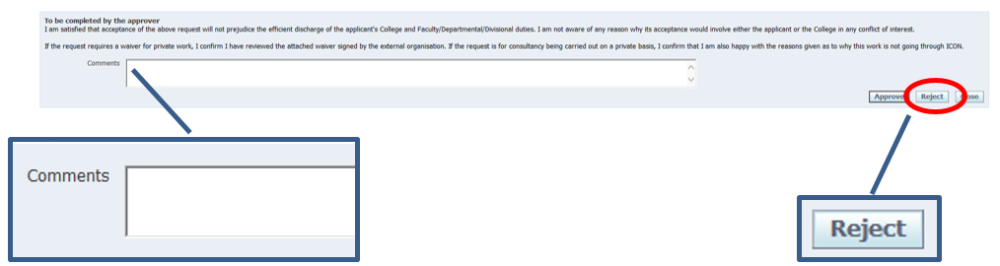 To be completed by the approver
I am satisfied that acceptance of the above request will not prejudice the efficient discharge of the applicant's College and Faculty/Departmental/Divisional duties. I am not aware of any reason why its acceptance would involve either the applicant or the College in any conflict of interest.
If the request requires a waiver for private work, I confirm I have reviewed the attached waiver signed by the external organisation. If the request is for consultancy being carried out on a private basis, I confirm that I am also happy with the reasons given as to why this work is not going through ICON.
Comments
Approve Reject
Comments
Reject